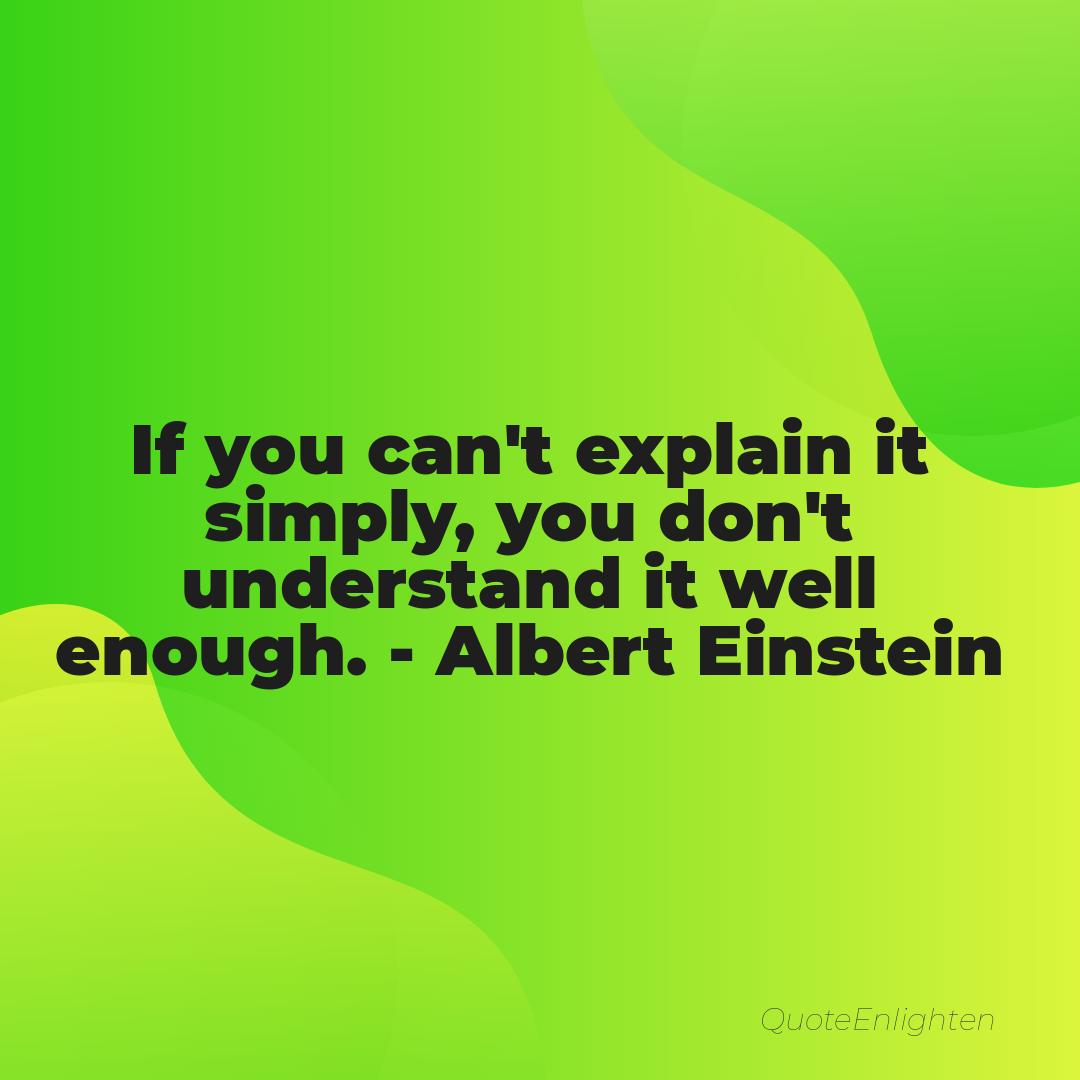 If you can't explain it
simply, you don't
understand it well
enough. - Albert Einstein
QuoteEnlighten